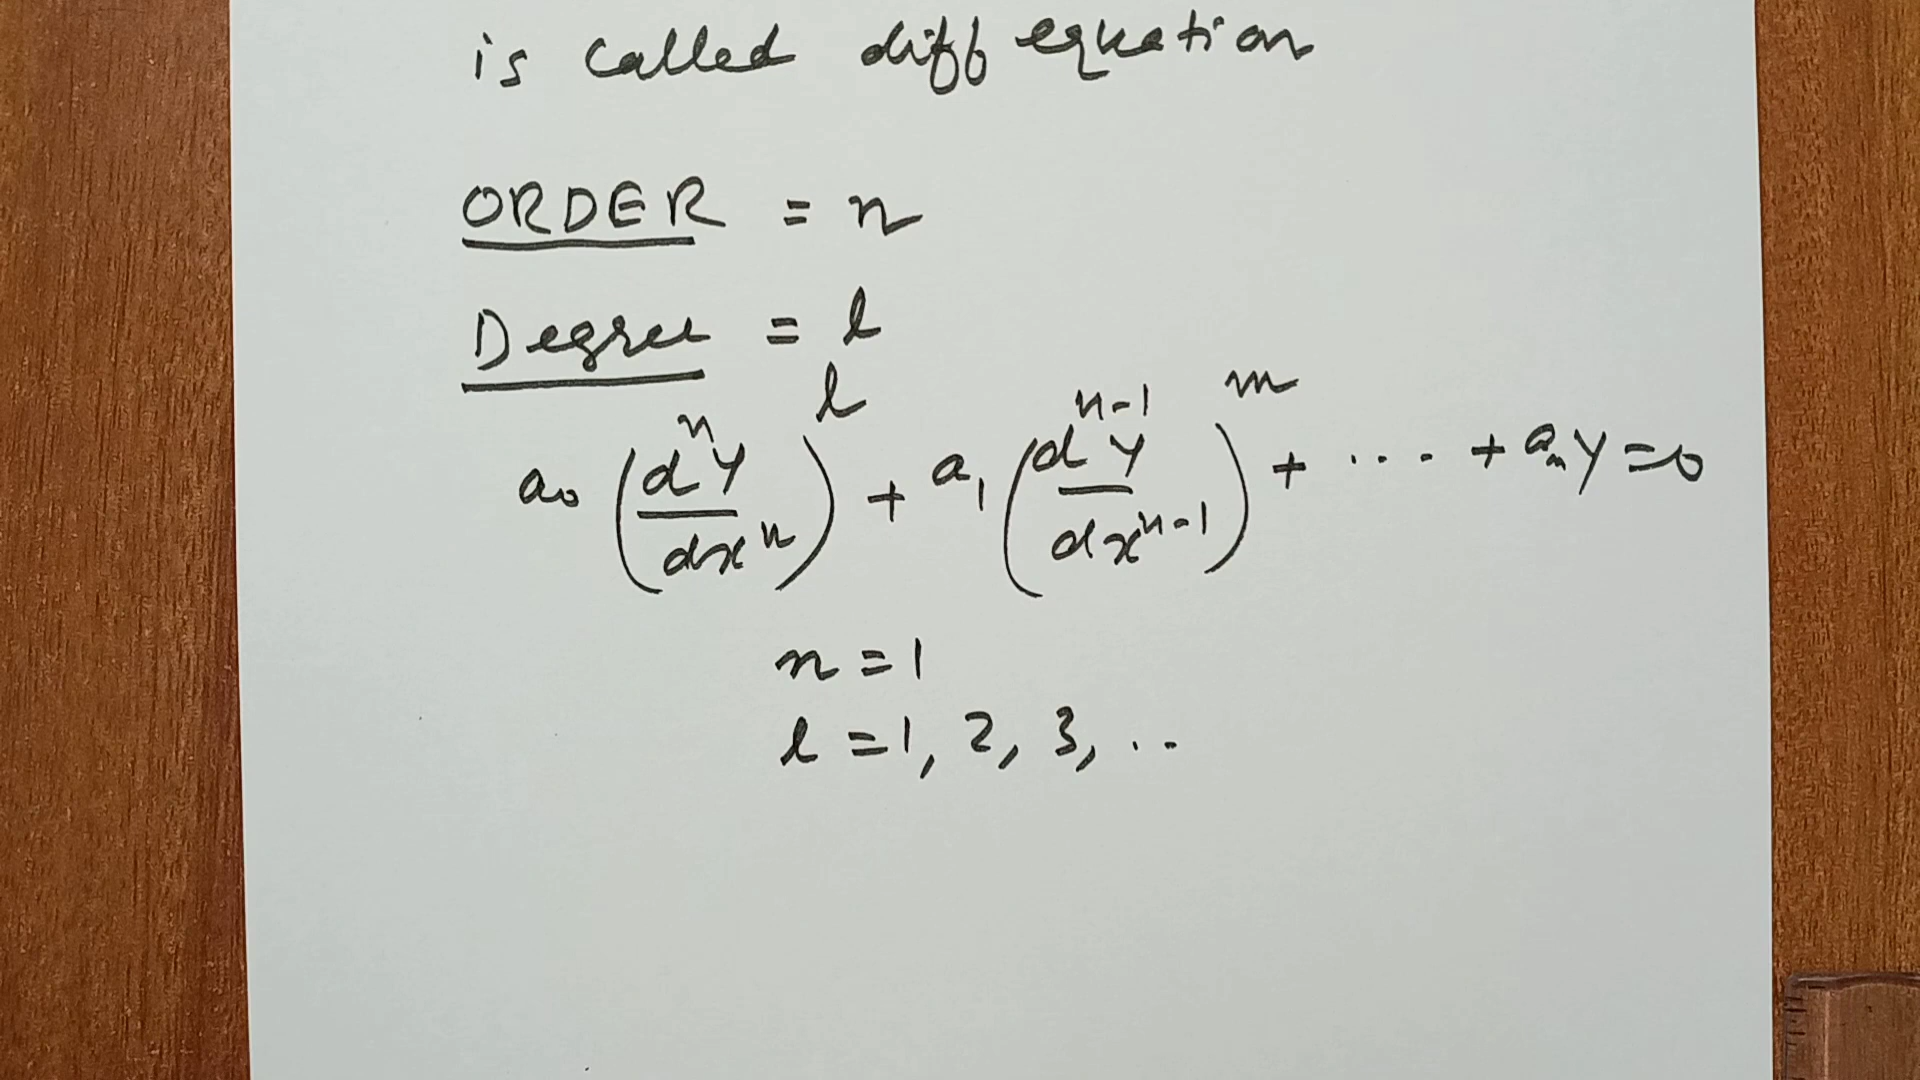 is called diff equation
ORDER = n
Degree = l
a₀ (dⁿy/dxⁿ)ˡ + a₁ (dⁿ⁻¹y/dxⁿ⁻¹)ᵐ + .... + aₙy = 0
n = 1
l = 1, 2, 3, ..